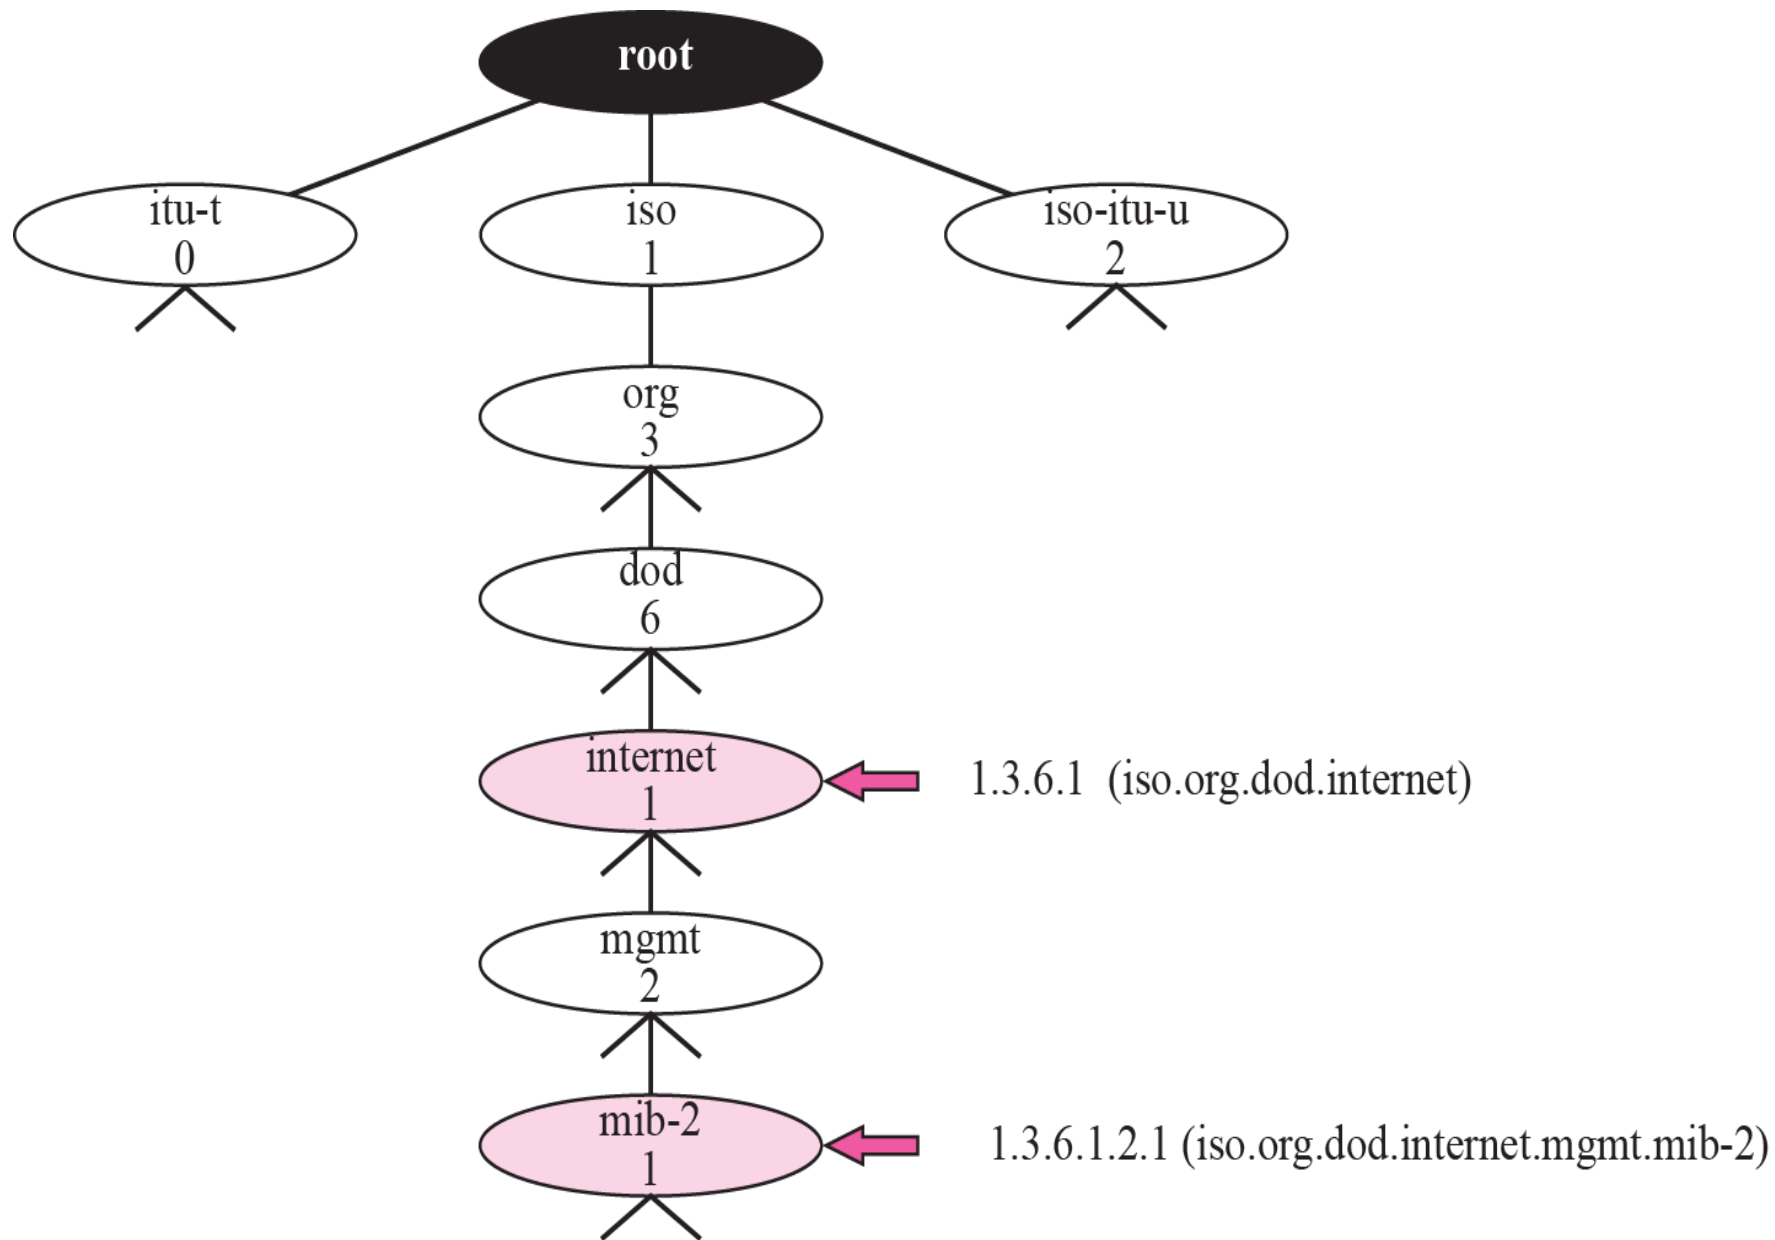 root
itu-t
0
iso
1
iso-itu-u
2
org
3
dod
6
internet
1
1.3.6.1 (iso.org.dod.internet)
mgmt
2
mib-2
1
1.3.6.1.2.1 (iso.org.dod.internet.mgmt.mib-2)